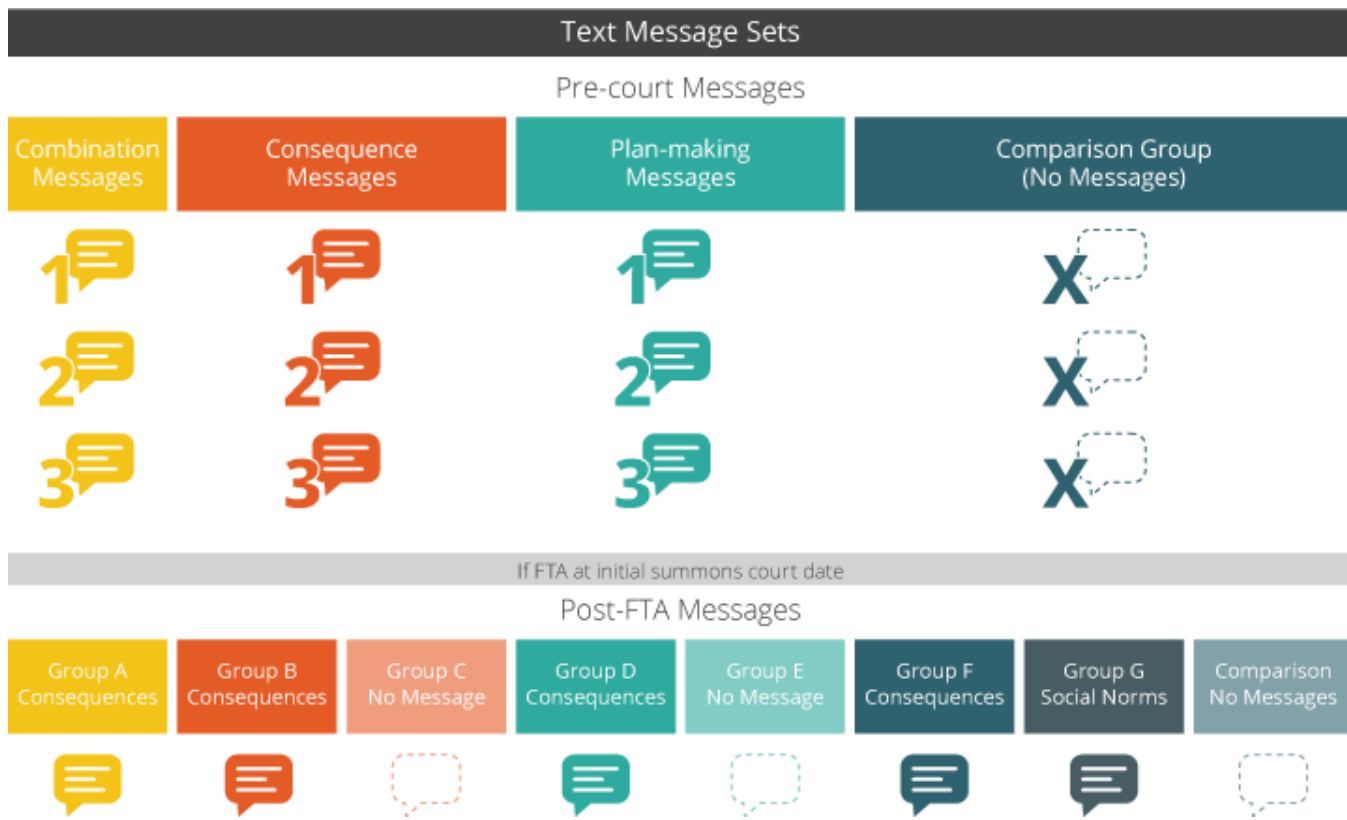 Text Message Sets
Pre-court Messages
Combination
Messages
Consequence
Messages
Plan-making
Messages
Comparison Group
(No Messages)
1
1
1
X
2
2
2
X
3
3
3
X
If FTA at initial summons court date
Post-FTA Messages
Group A
Consequences
Group B
Consequences
Group C
No Message
Group D
Consequences
Group E
No Message
Group F
Consequences
Group G
Social Norms
Comparison
No Messages